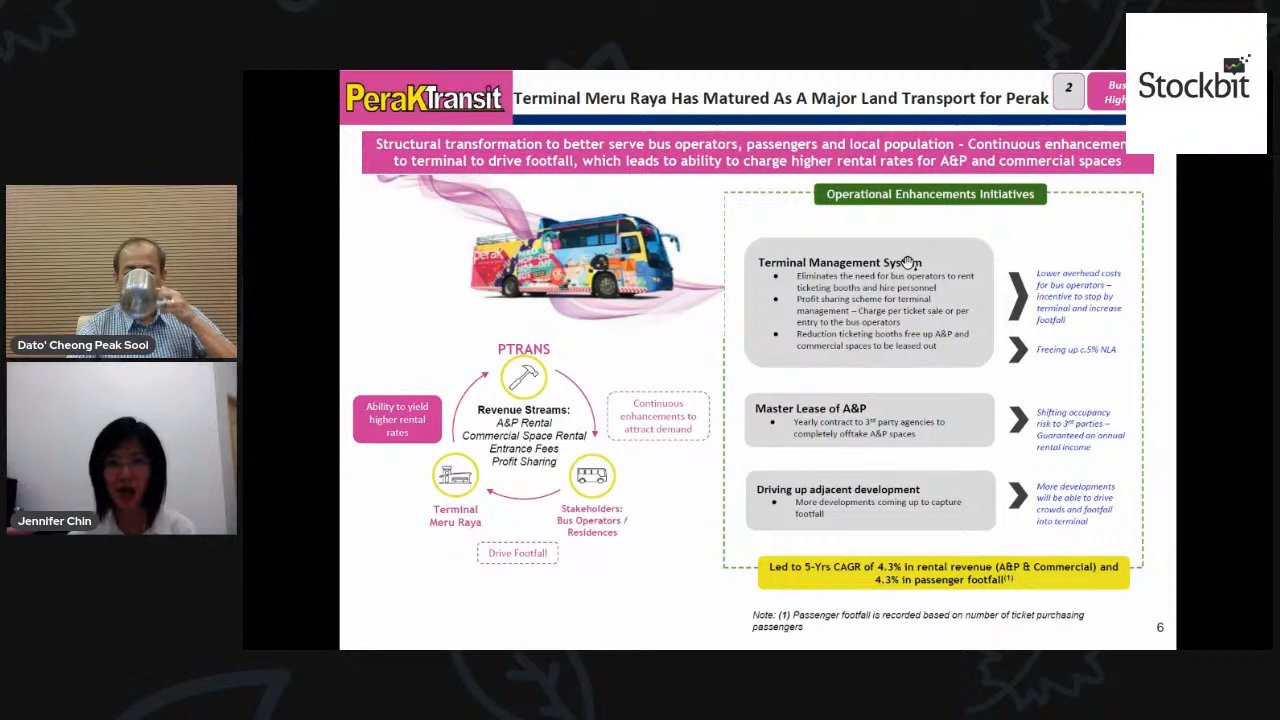 Stockbit
PeraKTransit
Terminal Meru Raya Has Matured As A Major Land Transport for Perak
2
Bus
High
Structural transformation to better serve bus operators, passengers and local population - Continuous enhancemen
to terminal to drive footfall, which leads to ability to charge higher rental rates for A&P and commercial spaces
Operational Enhancements Initiatives
Terminal Management System
• Eliminates the need for bus operators to rent
ticketing booths and hire personnel
• Profit sharing scheme for terminal
management – Charge per ticket sale or per
entry to the bus operators
• Reduction ticketing booths free up A&P and
commercial spaces to be leased out
Lower overhead costs
for bus operators –
incentive to stop by
terminal and increase
footfall
Freeing up c.5% NLA
Master Lease of A&P
• Yearly contract to 3rd party agencies to
completely offtake A&P spaces
Shifting occupancy
risk to 3rd parties –
Guaranteed an annual
rental income
Driving up adjacent development
• More developments coming up to capture
footfall
More developments
will be able to drive
crowds and footfall
into terminal
Led to 5-Yrs CAGR of 4.3% in rental revenue (A&P & Commercial) and
4.3% in passenger footfall(1)
Note: (1) Passenger footfall is recorded based on number of ticket purchasing
passengers
6
perak
HOP-ON
HOP-OFF
BUS
PTRANS
Ability to yield
higher rental
rates
Revenue Streams:
A&P Rental
Commercial Space Rental
Entrance Fees
Profit Sharing
Continuous
enhancements to
attract demand
Terminal
Meru Raya
Stakeholders:
Bus Operators /
Residences
Drive Footfall
Dato' Cheong Peak Sooi
Jennifer Chin